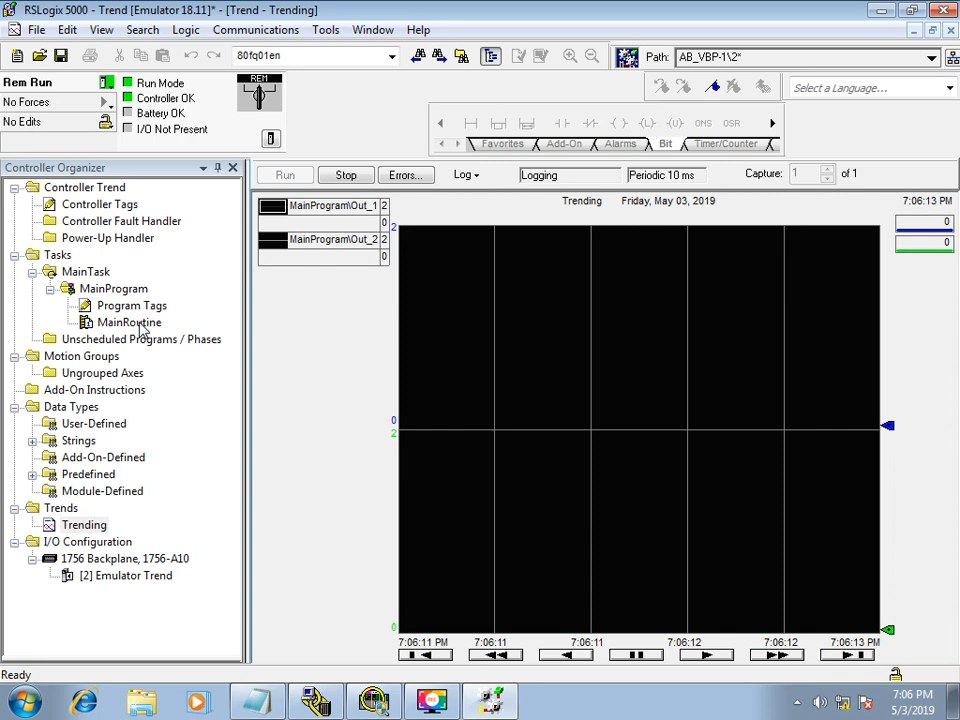 RSLogix 5000 - Trend [Emulator 18.11]* - [Trend - Trending]
File Edit View Search Logic Communications Tools Window Help
80fq01en
Path: AB_VBP-1\2*
Rem Run
Run Mode
REM
No Forces
Controller OK
Battery OK
No Edits
I/O Not Present
Select a Language...
ONS OSR
Favorites Add-On Alarms Bit Timer/Counter
Controller Organizer
Run Stop Errors... Log Logging Periodic 10 ms Capture: 1 of 1
Controller Trend
Controller Tags
Controller Fault Handler
Power-Up Handler
Tasks
MainTask
MainProgram
Program Tags
MainRoutine
Unscheduled Programs / Phases
Motion Groups
Ungrouped Axes
Add-On Instructions
Data Types
User-Defined
Strings
Add-On-Defined
Predefined
Module-Defined
Trends
Trending
I/O Configuration
1756 Backplane, 1756-A10
[2] Emulator Trend
MainProgram\Out_1 2
0
MainProgram\Out_2 2
0
Trending Friday, May 03, 2019 7:06:13 PM
0
0
2
0
2
0
7:06:11 PM 7:06:11 7:06:11 7:06:12 7:06:12 7:06:13 PM
Ready
7:06 PM
5/3/2019